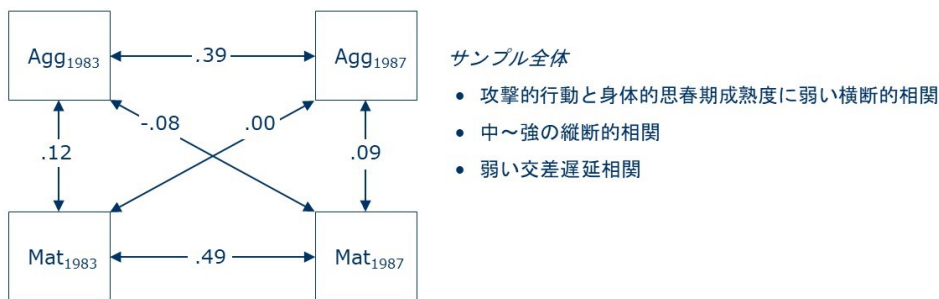 Agg1983 .39 Agg1987
サンプル全体
• 攻撃的行動と身体的思春期成熟度に弱い横断的相関
-.08 .00
• 中～強の縦断的相関
.12 .09
• 弱い交差遅延相関
Mat1983 .49 Mat1987